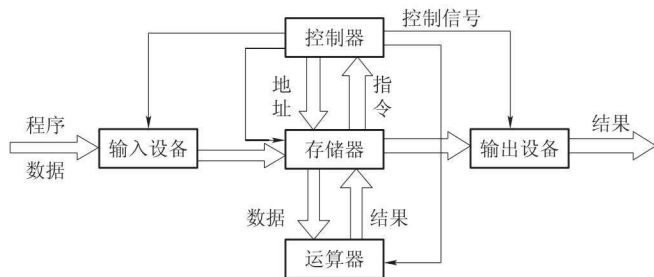 控制信号
控制器
地址
指令
程序
数据
输入设备
存储器
输出设备
结果
数据
结果
运算器